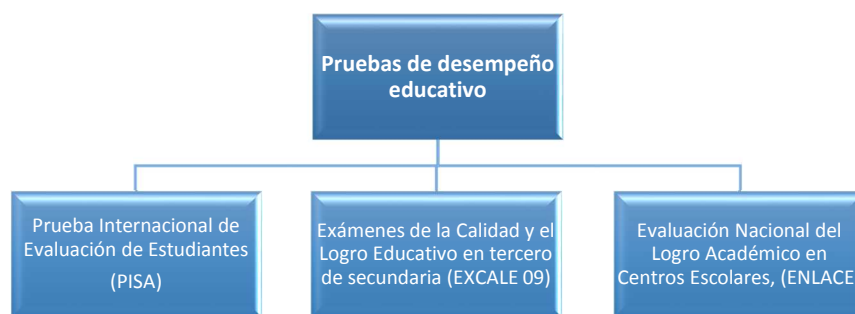 Pruebas de desempeño
educativo
Prueba Internacional de
Evaluación de Estudiantes
(PISA)
Exámenes de la Calidad y el
Logro Educativo en tercero
de secundaria (EXCALE 09)
Evaluación Nacional del
Logro Académico en
Centros Escolares, (ENLACE